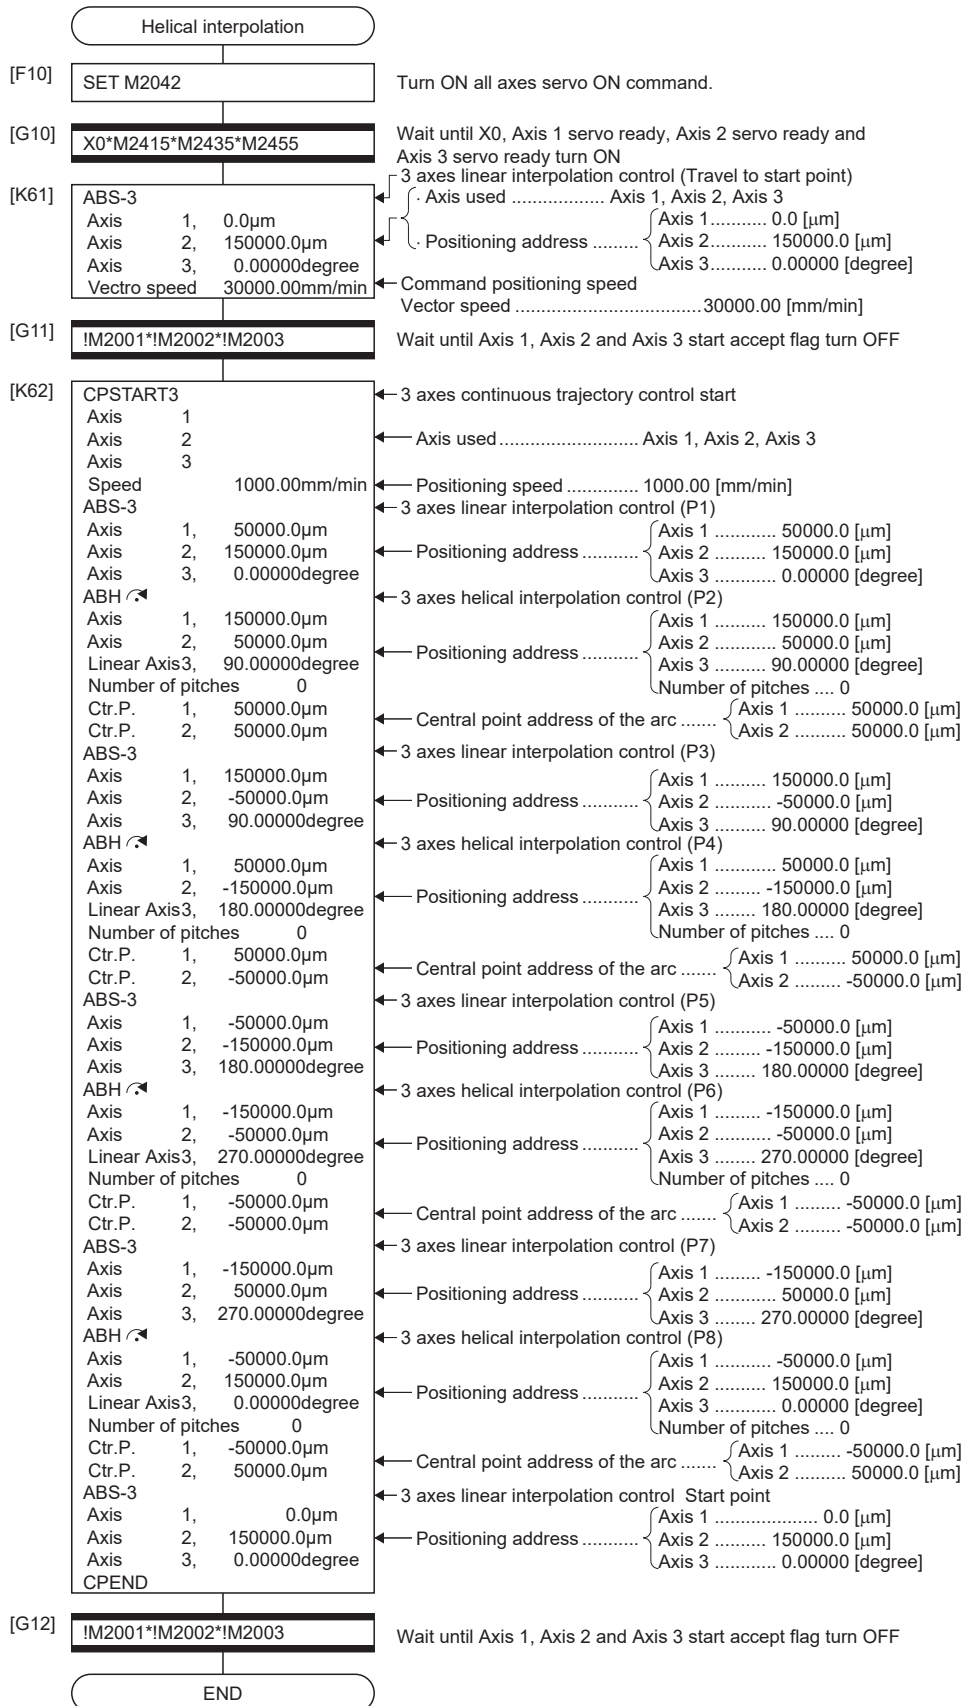 Helical interpolation
[F10] SET M2042 Turn ON all axes servo ON command.
[G10] X0*M2415*M2435*M2455 Wait until X0, Axis 1 servo ready, Axis 2 servo ready and
Axis 3 servo ready turn ON
3 axes linear interpolation control (Travel to start point)
[K61] ABS-3 · Axis used .................. Axis 1, Axis 2, Axis 3
Axis 1, 0.0µm Axis 1........... 0.0 [µm]
Axis 2, 150000.0µm · Positioning address ......... Axis 2........... 150000.0 [µm]
Axis 3, 0.00000degree Axis 3........... 0.00000 [degree]
Vectro speed 30000.00mm/min Command positioning speed
Vector speed ....................................30000.00 [mm/min]
[G11] !M2001*!M2002*!M2003 Wait until Axis 1, Axis 2 and Axis 3 start accept flag turn OFF
[K62] CPSTART3 3 axes continuous trajectory control start
Axis 1
Axis 2 Axis used ........................... Axis 1, Axis 2, Axis 3
Axis 3
Speed 1000.00mm/min Positioning speed .............. 1000.00 [mm/min]
ABS-3 3 axes linear interpolation control (P1)
Axis 1, 50000.0µm Axis 1 ............ 50000.0 [µm]
Axis 2, 150000.0µm Positioning address ........... Axis 2 .......... 150000.0 [µm]
Axis 3, 0.00000degree Axis 3 ............ 0.00000 [degree]
ABH 3 axes helical interpolation control (P2)
Axis 1, 150000.0µm Axis 1 .......... 150000.0 [µm]
Axis 2, 50000.0µm Positioning address ........... Axis 2 ............ 50000.0 [µm]
Linear Axis3, 90.00000degree Axis 3 .......... 90.00000 [degree]
Number of pitches 0 Number of pitches .... 0
Ctr.P. 1, 50000.0µm Central point address of the arc ....... Axis 1 .......... 50000.0 [µm]
Ctr.P. 2, 50000.0µm Axis 2 .......... 50000.0 [µm]
ABS-3 3 axes linear interpolation control (P3)
Axis 1, 150000.0µm Axis 1 .......... 150000.0 [µm]
Axis 2, -50000.0µm Positioning address ........... Axis 2 ........... -50000.0 [µm]
Axis 3, 90.00000degree Axis 3 .......... 90.00000 [degree]
ABH 3 axes helical interpolation control (P4)
Axis 1, 50000.0µm Axis 1 ............ 50000.0 [µm]
Axis 2, -150000.0µm Positioning address ........... Axis 2 ......... -150000.0 [µm]
Linear Axis3, 180.00000degree Axis 3 ........ 180.00000 [degree]
Number of pitches 0 Number of pitches .... 0
Ctr.P. 1, 50000.0µm Central point address of the arc ....... Axis 1 .......... 50000.0 [µm]
Ctr.P. 2, -50000.0µm Axis 2 ......... -50000.0 [µm]
ABS-3 3 axes linear interpolation control (P5)
Axis 1, -50000.0µm Axis 1 ........... -50000.0 [µm]
Axis 2, -150000.0µm Positioning address ........... Axis 2 ......... -150000.0 [µm]
Axis 3, 180.00000degree Axis 3 ........ 180.00000 [degree]
ABH 3 axes helical interpolation control (P6)
Axis 1, -150000.0µm Axis 1 ......... -150000.0 [µm]
Axis 2, -50000.0µm Positioning address ........... Axis 2 ........... -50000.0 [µm]
Linear Axis3, 270.00000degree Axis 3 ........ 270.00000 [degree]
Number of pitches 0 Number of pitches .... 0
Ctr.P. 1, -50000.0µm Central point address of the arc ....... Axis 1 ......... -50000.0 [µm]
Ctr.P. 2, -50000.0µm Axis 2 ......... -50000.0 [µm]
ABS-3 3 axes linear interpolation control (P7)
Axis 1, -150000.0µm Axis 1 ......... -150000.0 [µm]
Axis 2, 50000.0µm Positioning address ........... Axis 2 ............ 50000.0 [µm]
Axis 3, 270.00000degree Axis 3 ........ 270.00000 [degree]
ABH 3 axes helical interpolation control (P8)
Axis 1, -50000.0µm Axis 1 ........... -50000.0 [µm]
Axis 2, 150000.0µm Positioning address ........... Axis 2 .......... 150000.0 [µm]
Linear Axis3, 0.00000degree Axis 3 ............ 0.00000 [degree]
Number of pitches 0 Number of pitches .... 0
Ctr.P. 1, -50000.0µm Central point address of the arc ....... Axis 1 ......... -50000.0 [µm]
Ctr.P. 2, 50000.0µm Axis 2 .......... 50000.0 [µm]
ABS-3 3 axes linear interpolation control Start point
Axis 1, 0.0µm Axis 1 ................... 0.0 [µm]
Axis 2, 150000.0µm Positioning address ........... Axis 2 .......... 150000.0 [µm]
Axis 3, 0.00000degree Axis 3 ............ 0.00000 [degree]
CPEND
[G12] !M2001*!M2002*!M2003 Wait until Axis 1, Axis 2 and Axis 3 start accept flag turn OFF
END